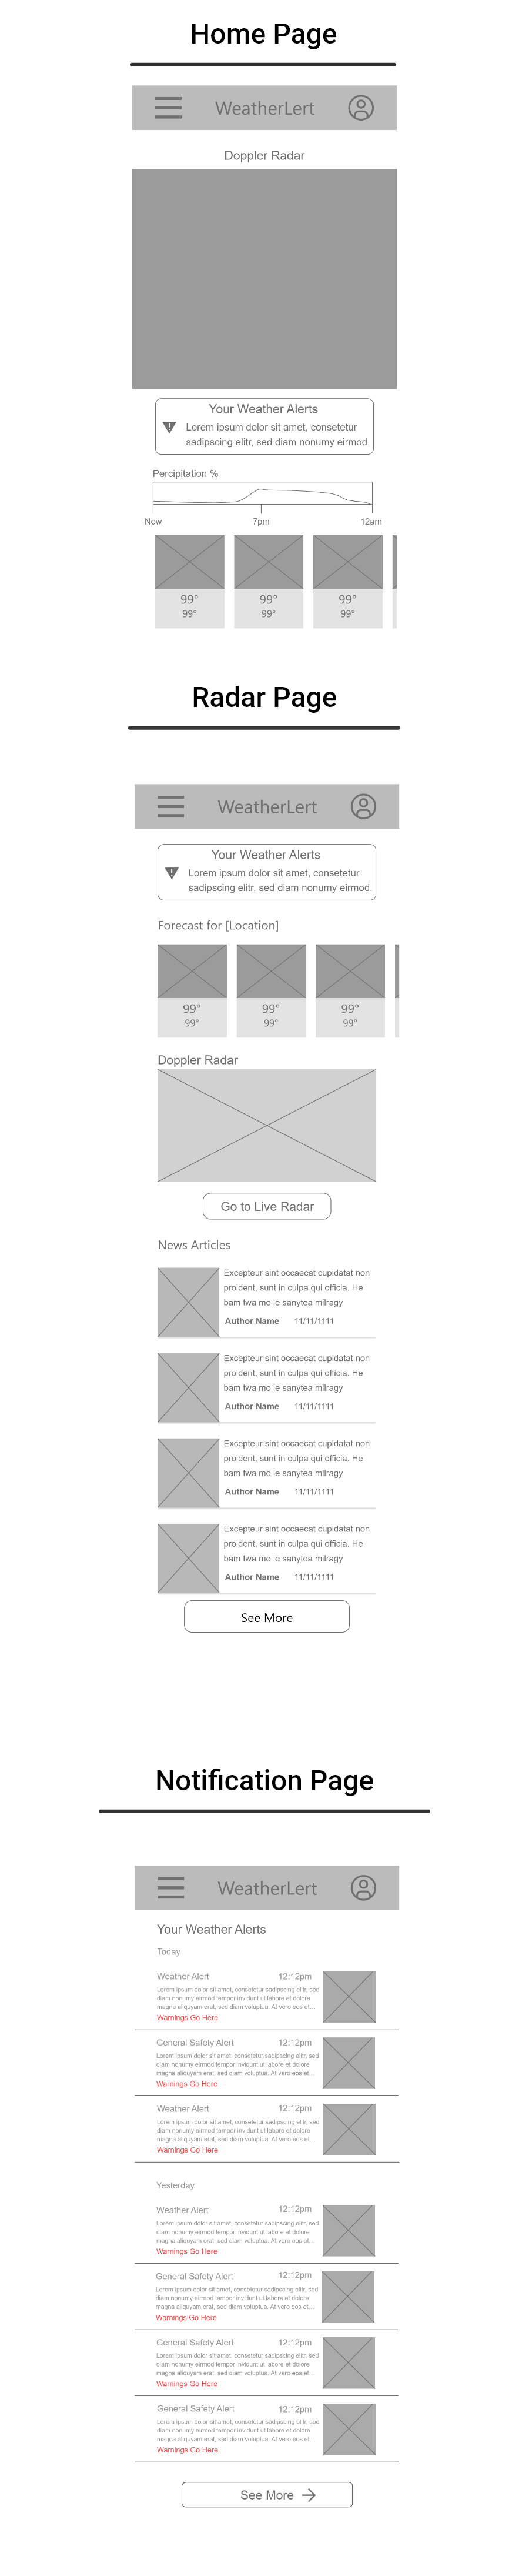 Home Page
WeatherLert
Doppler Radar
Your Weather Alerts
Lorem ipsum dolor sit amet, consetetur
sadipscing elitr, sed diam nonumy eirmod.
Percipitation %
Now 7pm 12am
99° 99° 99°
99° 99° 99°
Radar Page
WeatherLert
Your Weather Alerts
Lorem ipsum dolor sit amet, consetetur
sadipscing elitr, sed diam nonumy eirmod.
Forecast for [Location]
99° 99° 99°
99° 99° 99°
Doppler Radar
Go to Live Radar
News Articles
Excepteur sint occaecat cupidatat non
proident, sunt in culpa qui officia. He
bam twa mo le sanytea milragy
Author Name 11/11/1111
Excepteur sint occaecat cupidatat non
proident, sunt in culpa qui officia. He
bam twa mo le sanytea milragy
Author Name 11/11/1111
Excepteur sint occaecat cupidatat non
proident, sunt in culpa qui officia. He
bam twa mo le sanytea milragy
Author Name 11/11/1111
Excepteur sint occaecat cupidatat non
proident, sunt in culpa qui officia. He
bam twa mo le sanytea milragy
Author Name 11/11/1111
See More
Notification Page
WeatherLert
Your Weather Alerts
Today
Weather Alert 12:12pm
Lorem ipsum dolor sit amet, consetetur sadipscing elitr, sed
diam nonumy eirmod tempor invidunt ut labore et dolore
magna aliquyam erat, sed diam voluptua. At vero eos et...
Warnings Go Here
General Safety Alert 12:12pm
Lorem ipsum dolor sit amet, consetetur sadipscing elitr, sed
diam nonumy eirmod tempor invidunt ut labore et dolore
magna aliquyam erat, sed diam voluptua. At vero eos et...
Warnings Go Here
Weather Alert 12:12pm
Lorem ipsum dolor sit amet, consetetur sadipscing elitr, sed
diam nonumy eirmod tempor invidunt ut labore et dolore
magna aliquyam erat, sed diam voluptua. At vero eos et...
Warnings Go Here
Yesterday
Weather Alert 12:12pm
Lorem ipsum dolor sit amet, consetetur sadipscing elitr, sed
diam nonumy eirmod tempor invidunt ut labore et dolore
magna aliquyam erat, sed diam voluptua. At vero eos et...
Warnings Go Here
General Safety Alert 12:12pm
Lorem ipsum dolor sit amet, consetetur sadipscing elitr, sed
diam nonumy eirmod tempor invidunt ut labore et dolore
magna aliquyam erat, sed diam voluptua. At vero eos et...
Warnings Go Here
General Safety Alert 12:12pm
Lorem ipsum dolor sit amet, consetetur sadipscing elitr, sed
diam nonumy eirmod tempor invidunt ut labore et dolore
magna aliquyam erat, sed diam voluptua. At vero eos et...
Warnings Go Here
General Safety Alert 12:12pm
Lorem ipsum dolor sit amet, consetetur sadipscing elitr, sed
diam nonumy eirmod tempor invidunt ut labore et dolore
magna aliquyam erat, sed diam voluptua. At vero eos et...
Warnings Go Here
See More